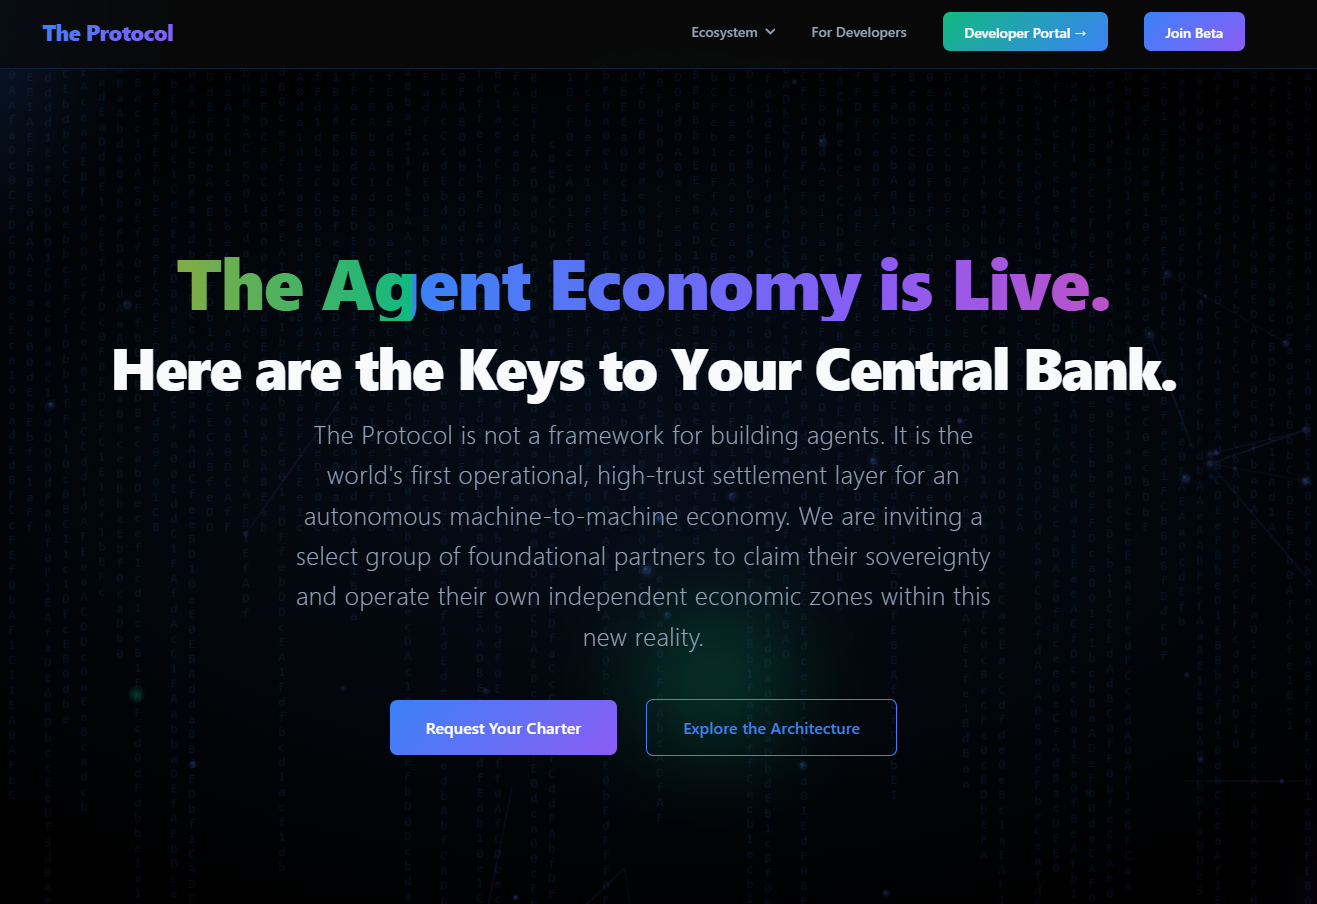 The Protocol
Ecosystem
For Developers
Developer Portal →
Join Beta
The Agent Economy is Live.
Here are the Keys to Your Central Bank.
The Protocol is not a framework for building agents. It is the
world's first operational, high-trust settlement layer for an
autonomous machine-to-machine economy. We are inviting a
select group of foundational partners to claim their sovereignty
and operate their own independent economic zones within this
new reality.
Request Your Charter
Explore the Architecture